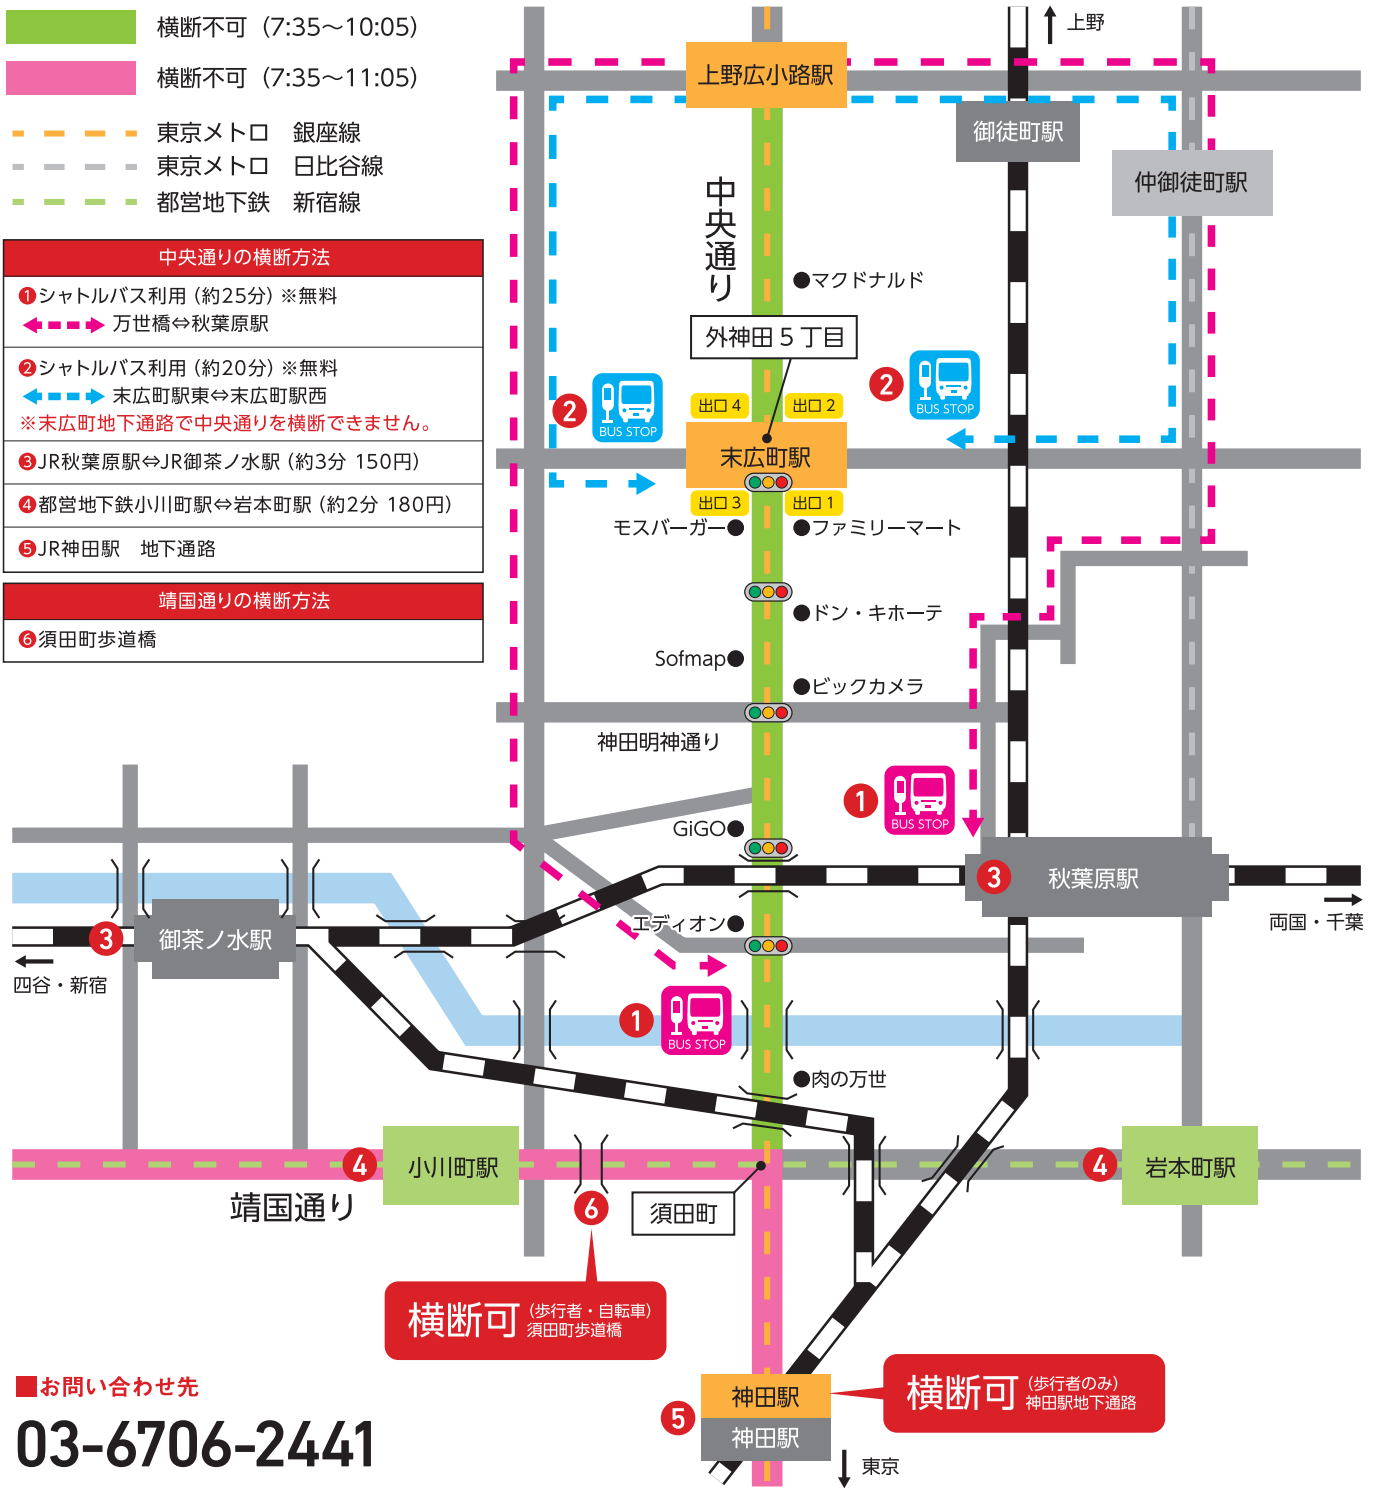 横断不可（7:35～10:05）
横断不可（7:35～11:05）
東京メトロ　銀座線
東京メトロ　日比谷線
都営地下鉄　新宿線
中央通りの横断方法
1シャトルバス利用（約25分）※無料
万世橋⇔秋葉原駅
2シャトルバス利用（約20分）※無料
末広町駅東⇔末広町駅西
※末広町地下通路で中央通りを横断できません。
3JR秋葉原駅⇔JR御茶ノ水駅（約3分 150円）
4都営地下鉄小川町駅⇔岩本町駅（約2分 180円）
5JR神田駅　地下通路
靖国通りの横断方法
6須田町歩道橋
上野
上野広小路駅
御徒町駅
仲御徒町駅
中央通り
マクドナルド
外神田５丁目
2
BUS STOP
2
BUS STOP
出口 4
出口 2
末広町駅
出口 3
出口 1
モスバーガー
ファミリーマート
ドン・キホーテ
Sofmap
ビックカメラ
神田明神通り
1
BUS STOP
GiGO
3
秋葉原駅
両国・千葉
エディオン
3
御茶ノ水駅
四谷・新宿
1
BUS STOP
肉の万世
4
小川町駅
4
岩本町駅
靖国通り
6
須田町
横断可
（歩行者・自転車）
須田町歩道橋
横断可
（歩行者のみ）
神田駅地下通路
5
神田駅
神田駅
東京
■お問い合わせ先
03-6706-2441